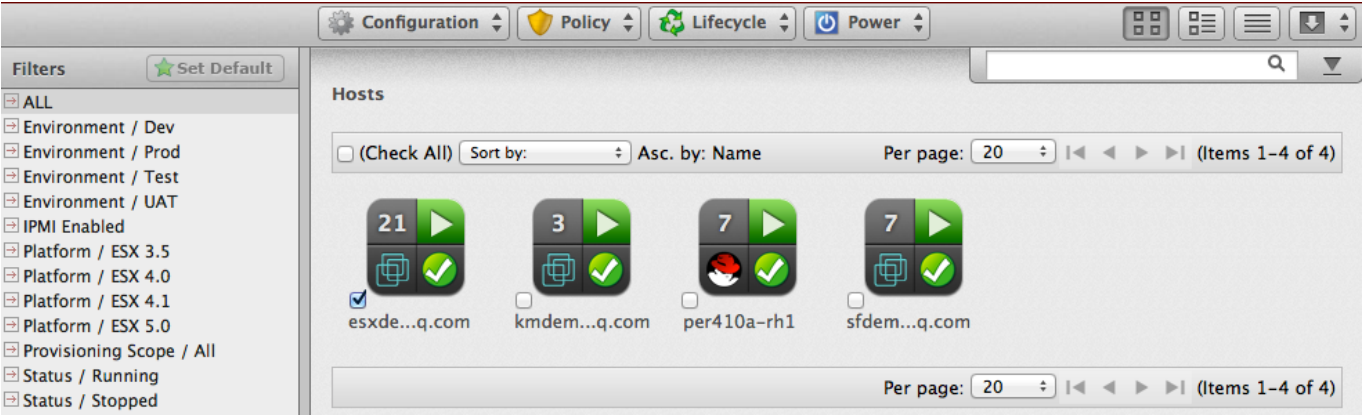 Configuration Policy Lifecycle Power
Filters Set Default
ALL
Environment / Dev
Environment / Prod
Environment / Test
Environment / UAT
IPMI Enabled
Platform / ESX 3.5
Platform / ESX 4.0
Platform / ESX 4.1
Platform / ESX 5.0
Provisioning Scope / All
Status / Running
Status / Stopped
Hosts
(Check All) Sort by: Asc. by: Name Per page: 20 (Items 1-4 of 4)
21 3 7 7
esxde...q.com kmdem...q.com per410a-rh1 sfdem...q.com
Per page: 20 (Items 1-4 of 4)